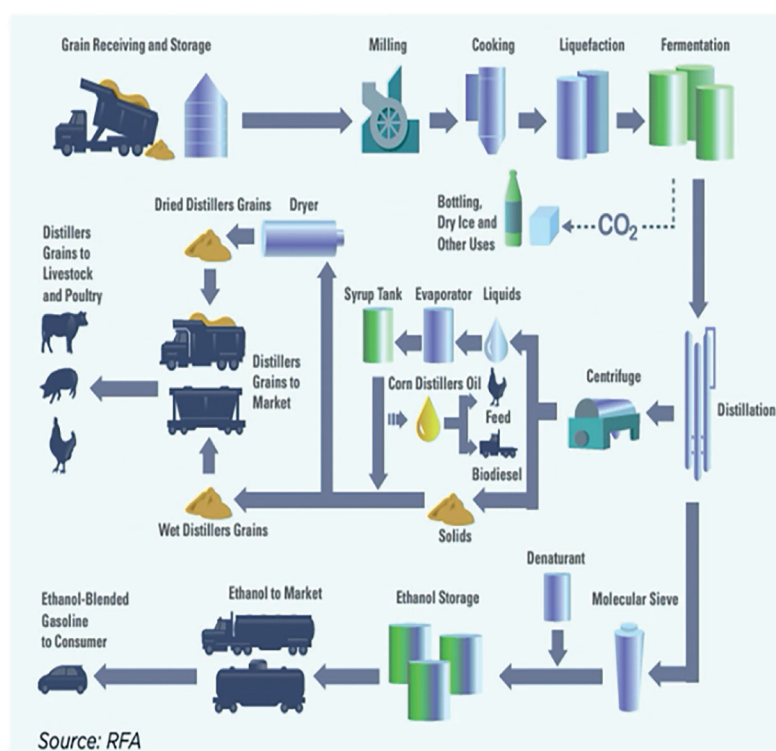 Grain Receiving and Storage
Milling
Cooking
Liquefaction
Fermentation
Dried Distillers Grains
Dryer
Bottling,
Dry Ice and
Other Uses
CO₂
Distillers
Grains to
Livestock
and Poultry
Syrup Tank
Evaporator
Liquids
Distillers
Grains to
Market
Corn Distillers Oil
Feed
Biodiesel
Centrifuge
Distillation
Wet Distillers Grains
Solids
Denaturant
Ethanol-Blended
Gasoline
to Consumer
Ethanol to Market
Ethanol Storage
Molecular Sieve
Source: RFA